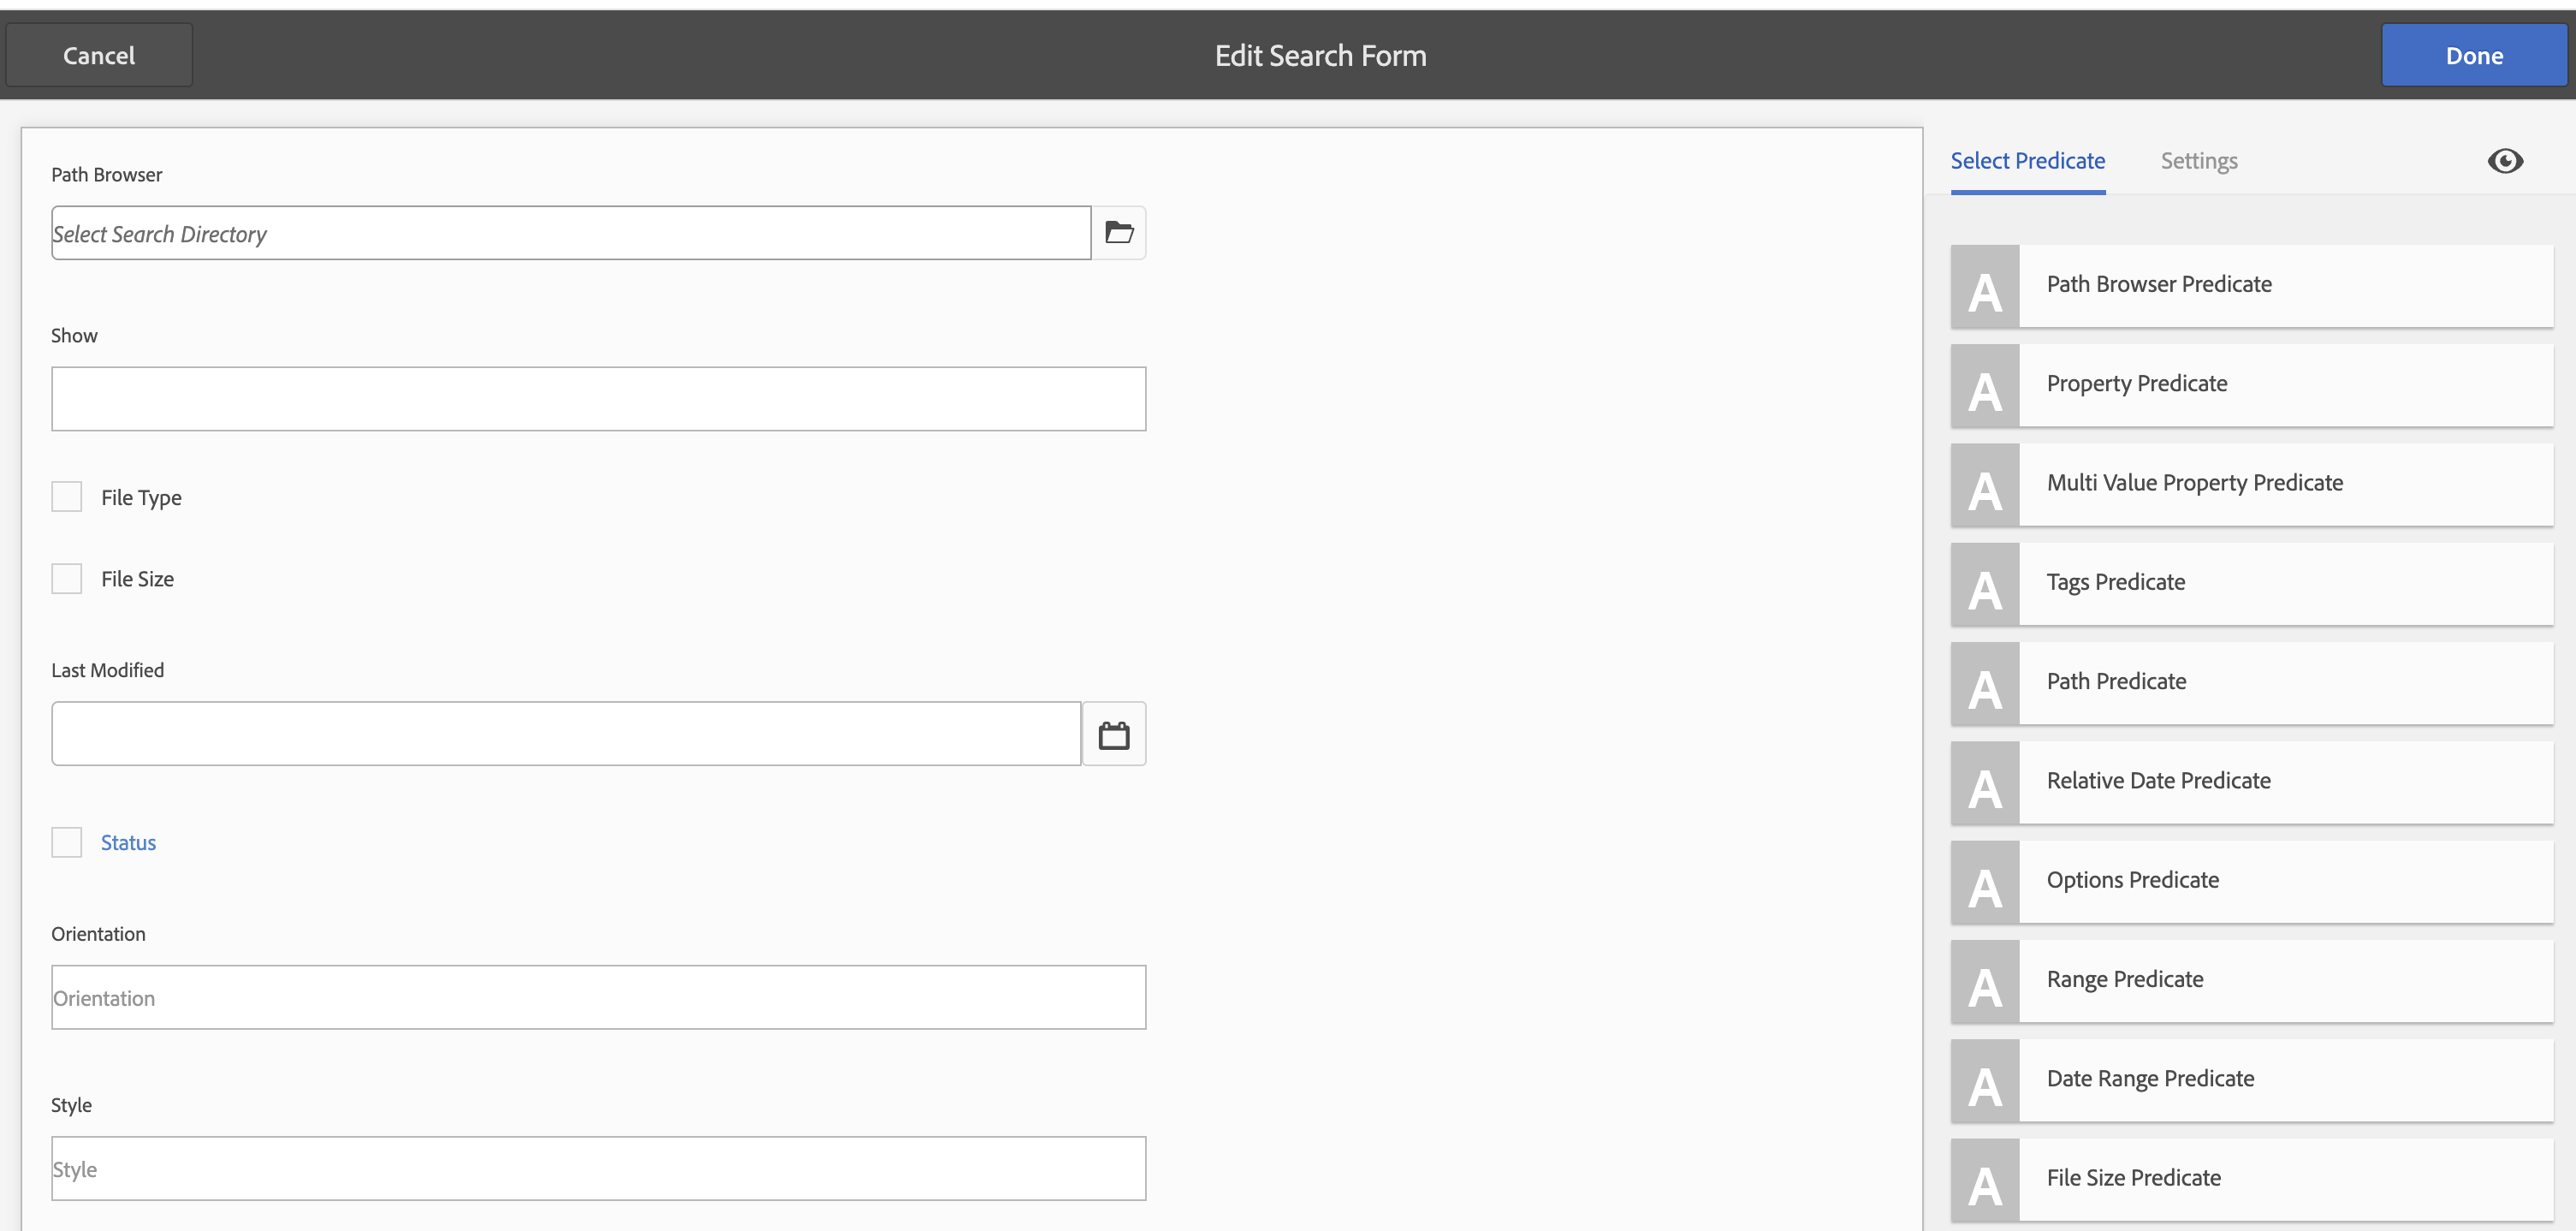 Cancel
Edit Search Form
Done
Path Browser
Select Search Directory
Show
File Type
File Size
Last Modified
Status
Orientation
Orientation
Style
Style
Select Predicate
Settings
A
Path Browser Predicate
A
Property Predicate
A
Multi Value Property Predicate
A
Tags Predicate
A
Path Predicate
A
Relative Date Predicate
A
Options Predicate
A
Range Predicate
A
Date Range Predicate
A
File Size Predicate